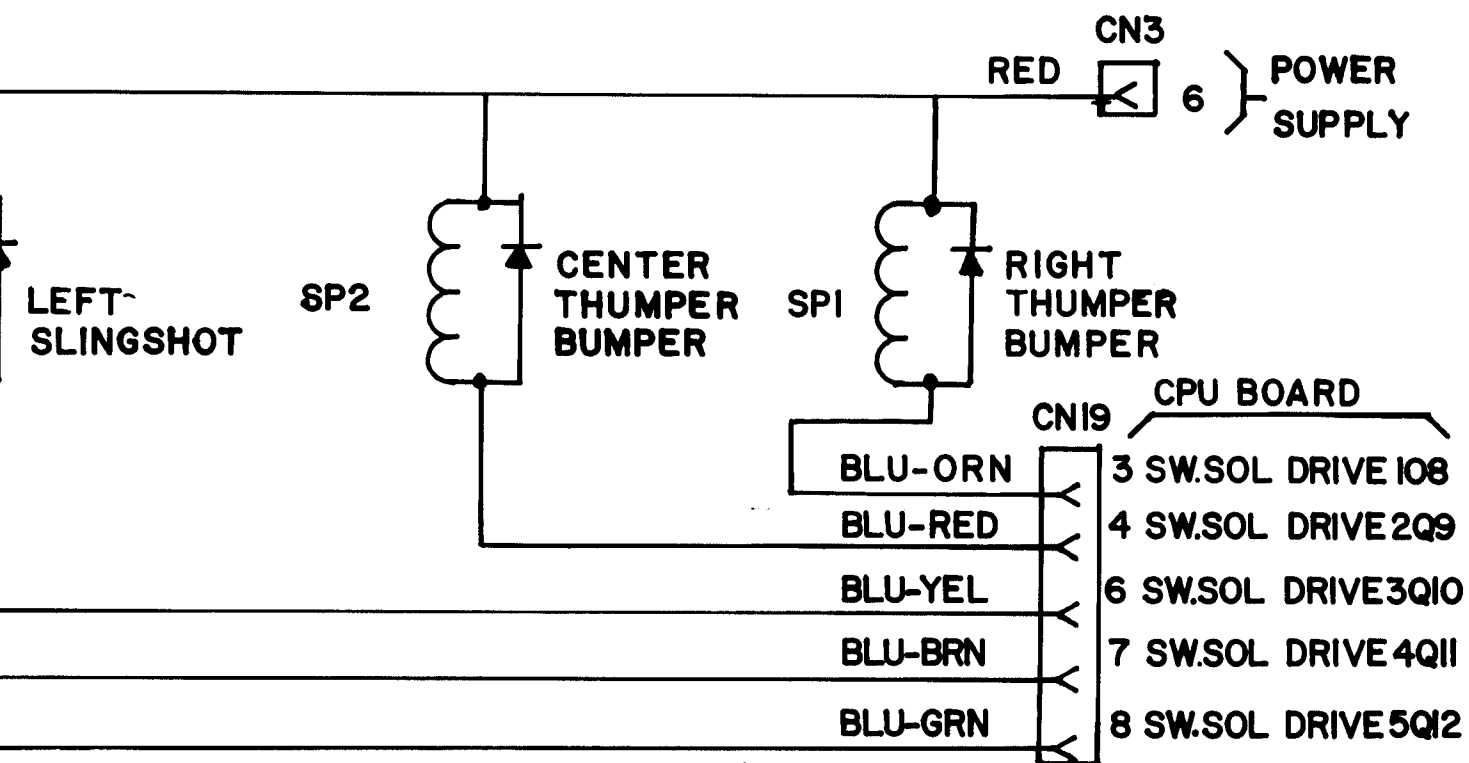 CN3
RED
6
POWER
SUPPLY
LEFT
SLINGSHOT
SP2
CENTER
THUMPER
BUMPER
SP1
RIGHT
THUMPER
BUMPER
CPU BOARD
CN19
BLU-ORN 3 SW.SOL DRIVE 1O8
BLU-RED 4 SW.SOL DRIVE 2Q9
BLU-YEL 6 SW.SOL DRIVE 3Q10
BLU-BRN 7 SW.SOL DRIVE 4Q11
BLU-GRN 8 SW.SOL DRIVE 5Q12